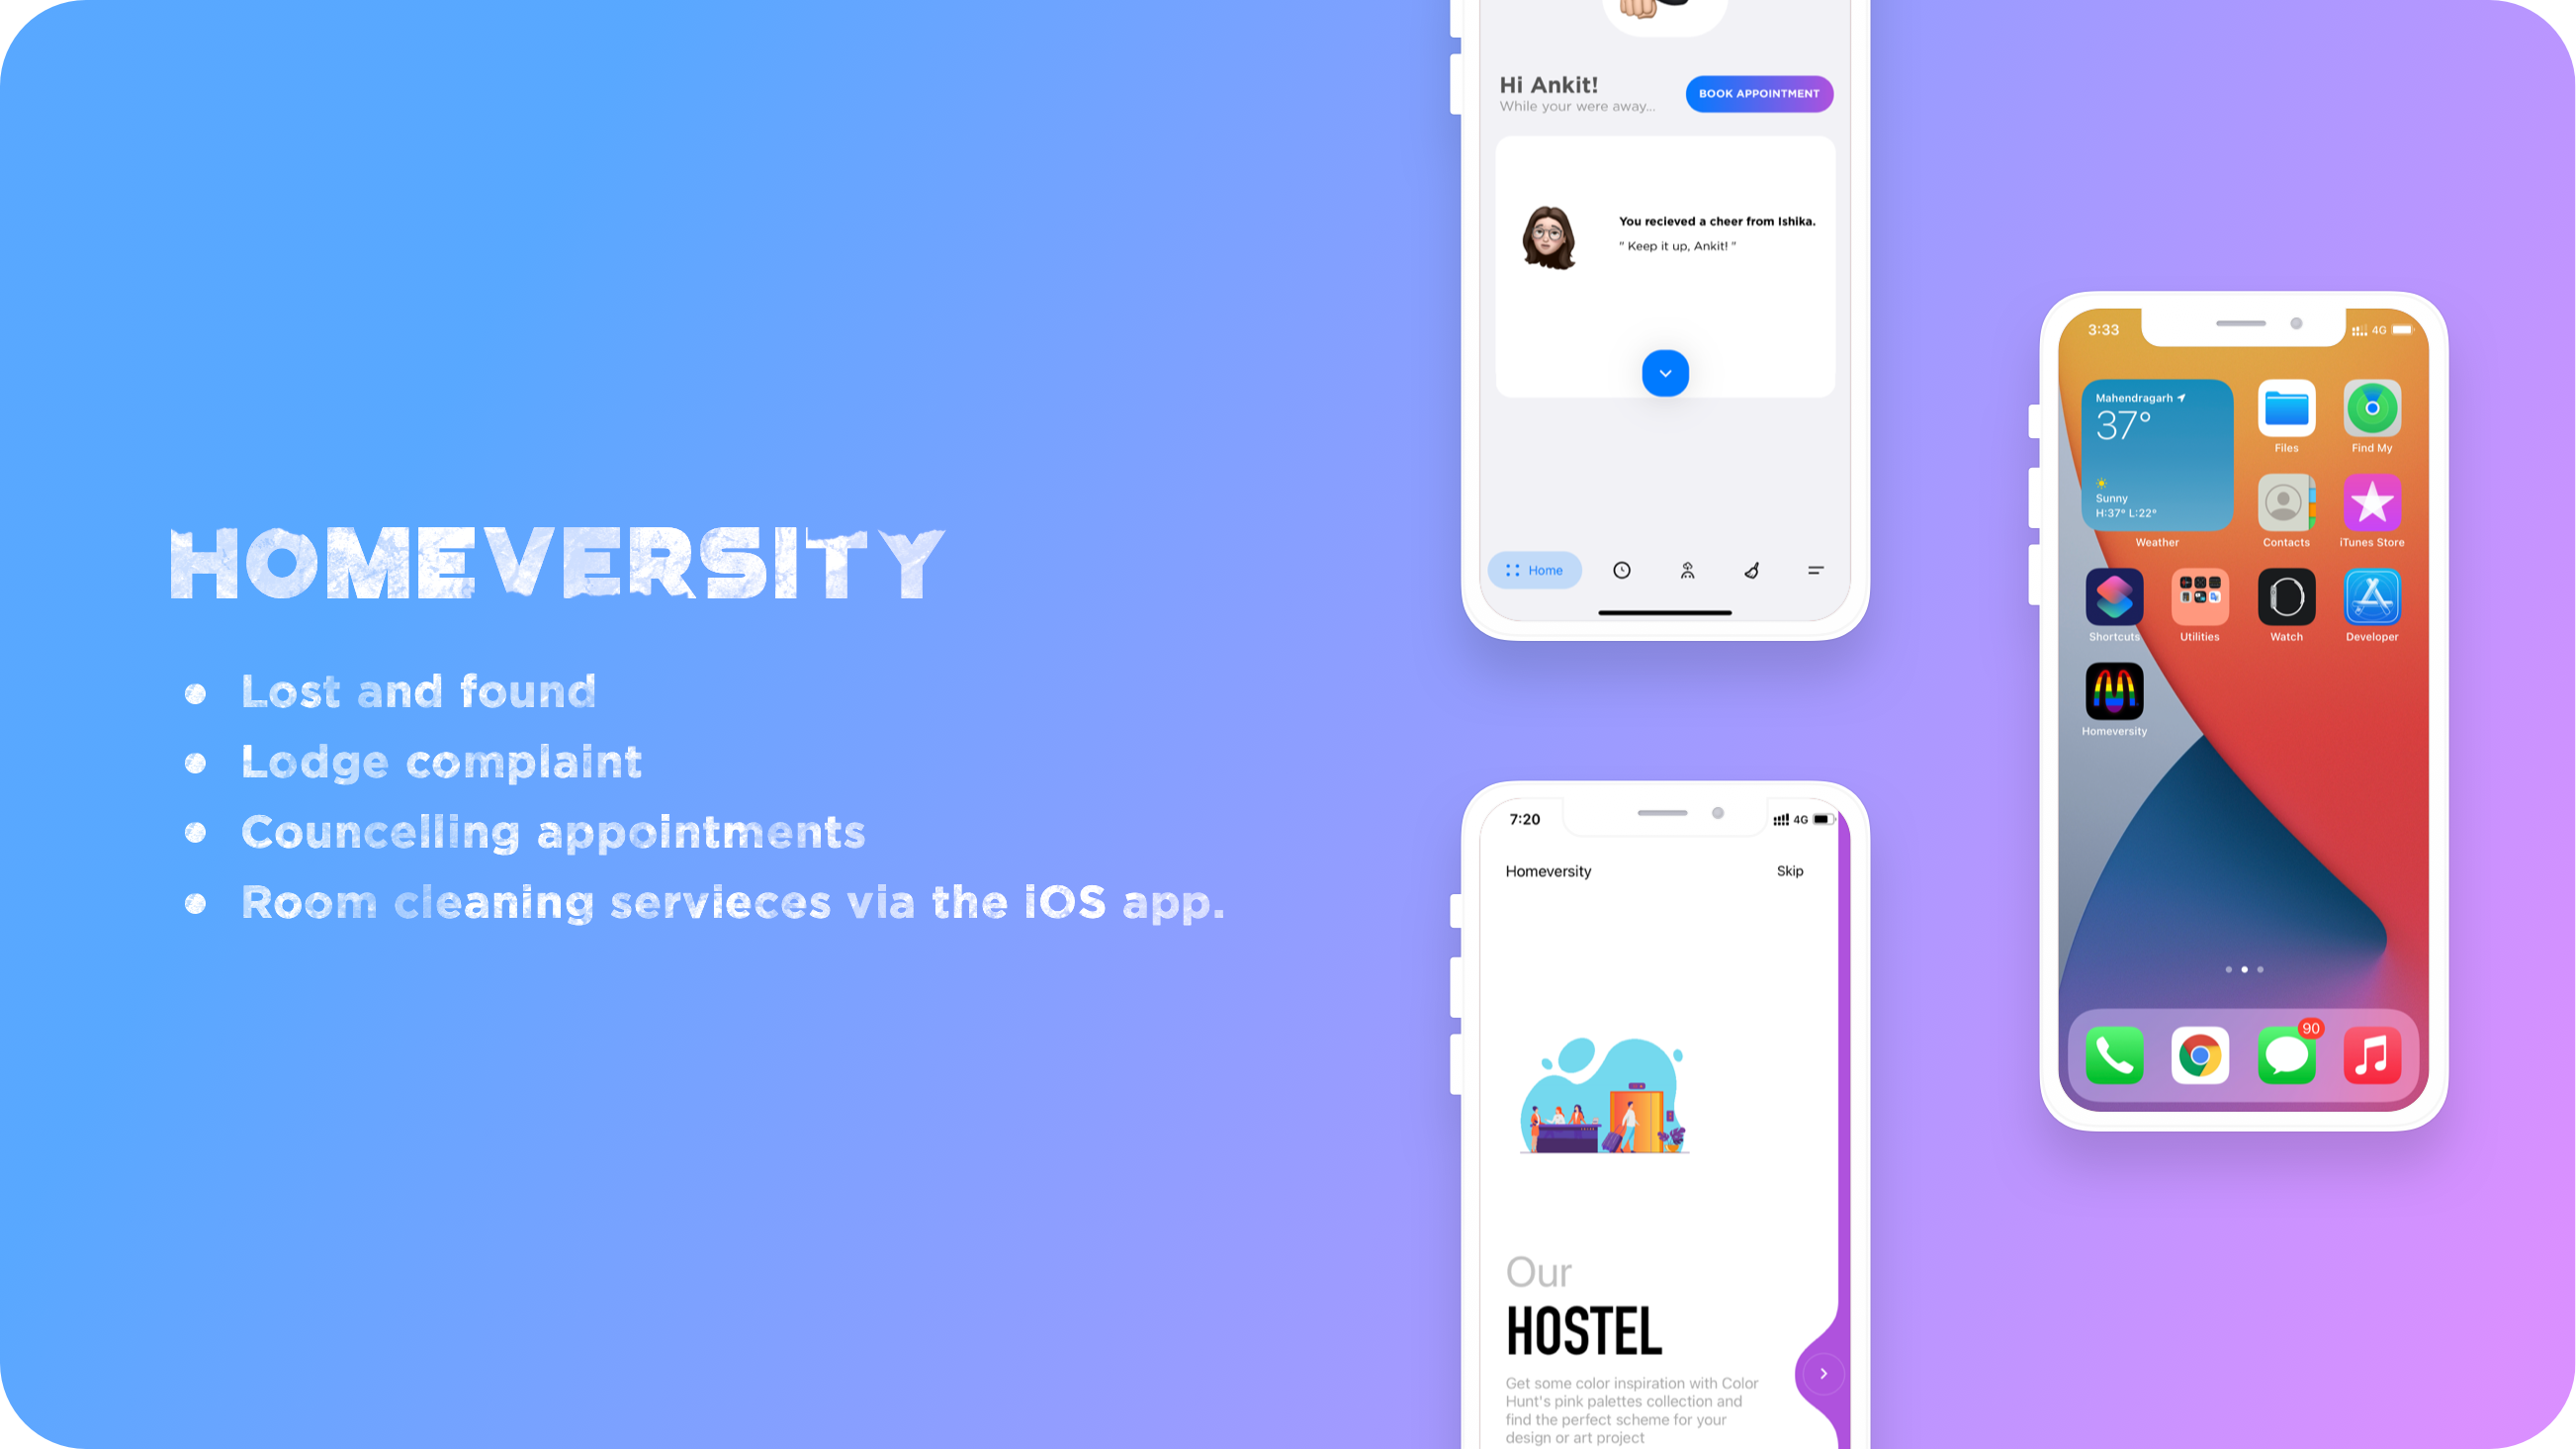 HOMEVERSITY
Lost and found
Lodge complaint
Councelling appointments
Room cleaning servieces via the iOS app.
Hi Ankit!
While your were away...
BOOK APPOINTMENT
You recieved a cheer from Ishika.
" Keep it up, Ankit! "
Home
7:20
4G
Homeversity
Skip
Our
HOSTEL
Get some color inspiration with Color
Hunt's pink palettes collection and
find the perfect scheme for your
design or art project
3:33
4G
Mahendragarh
37°
Sunny
H:37° L:22°
Weather
Files
Find My
Contacts
iTunes Store
Shortcuts
Utilities
Watch
Developer
Homeversity
90